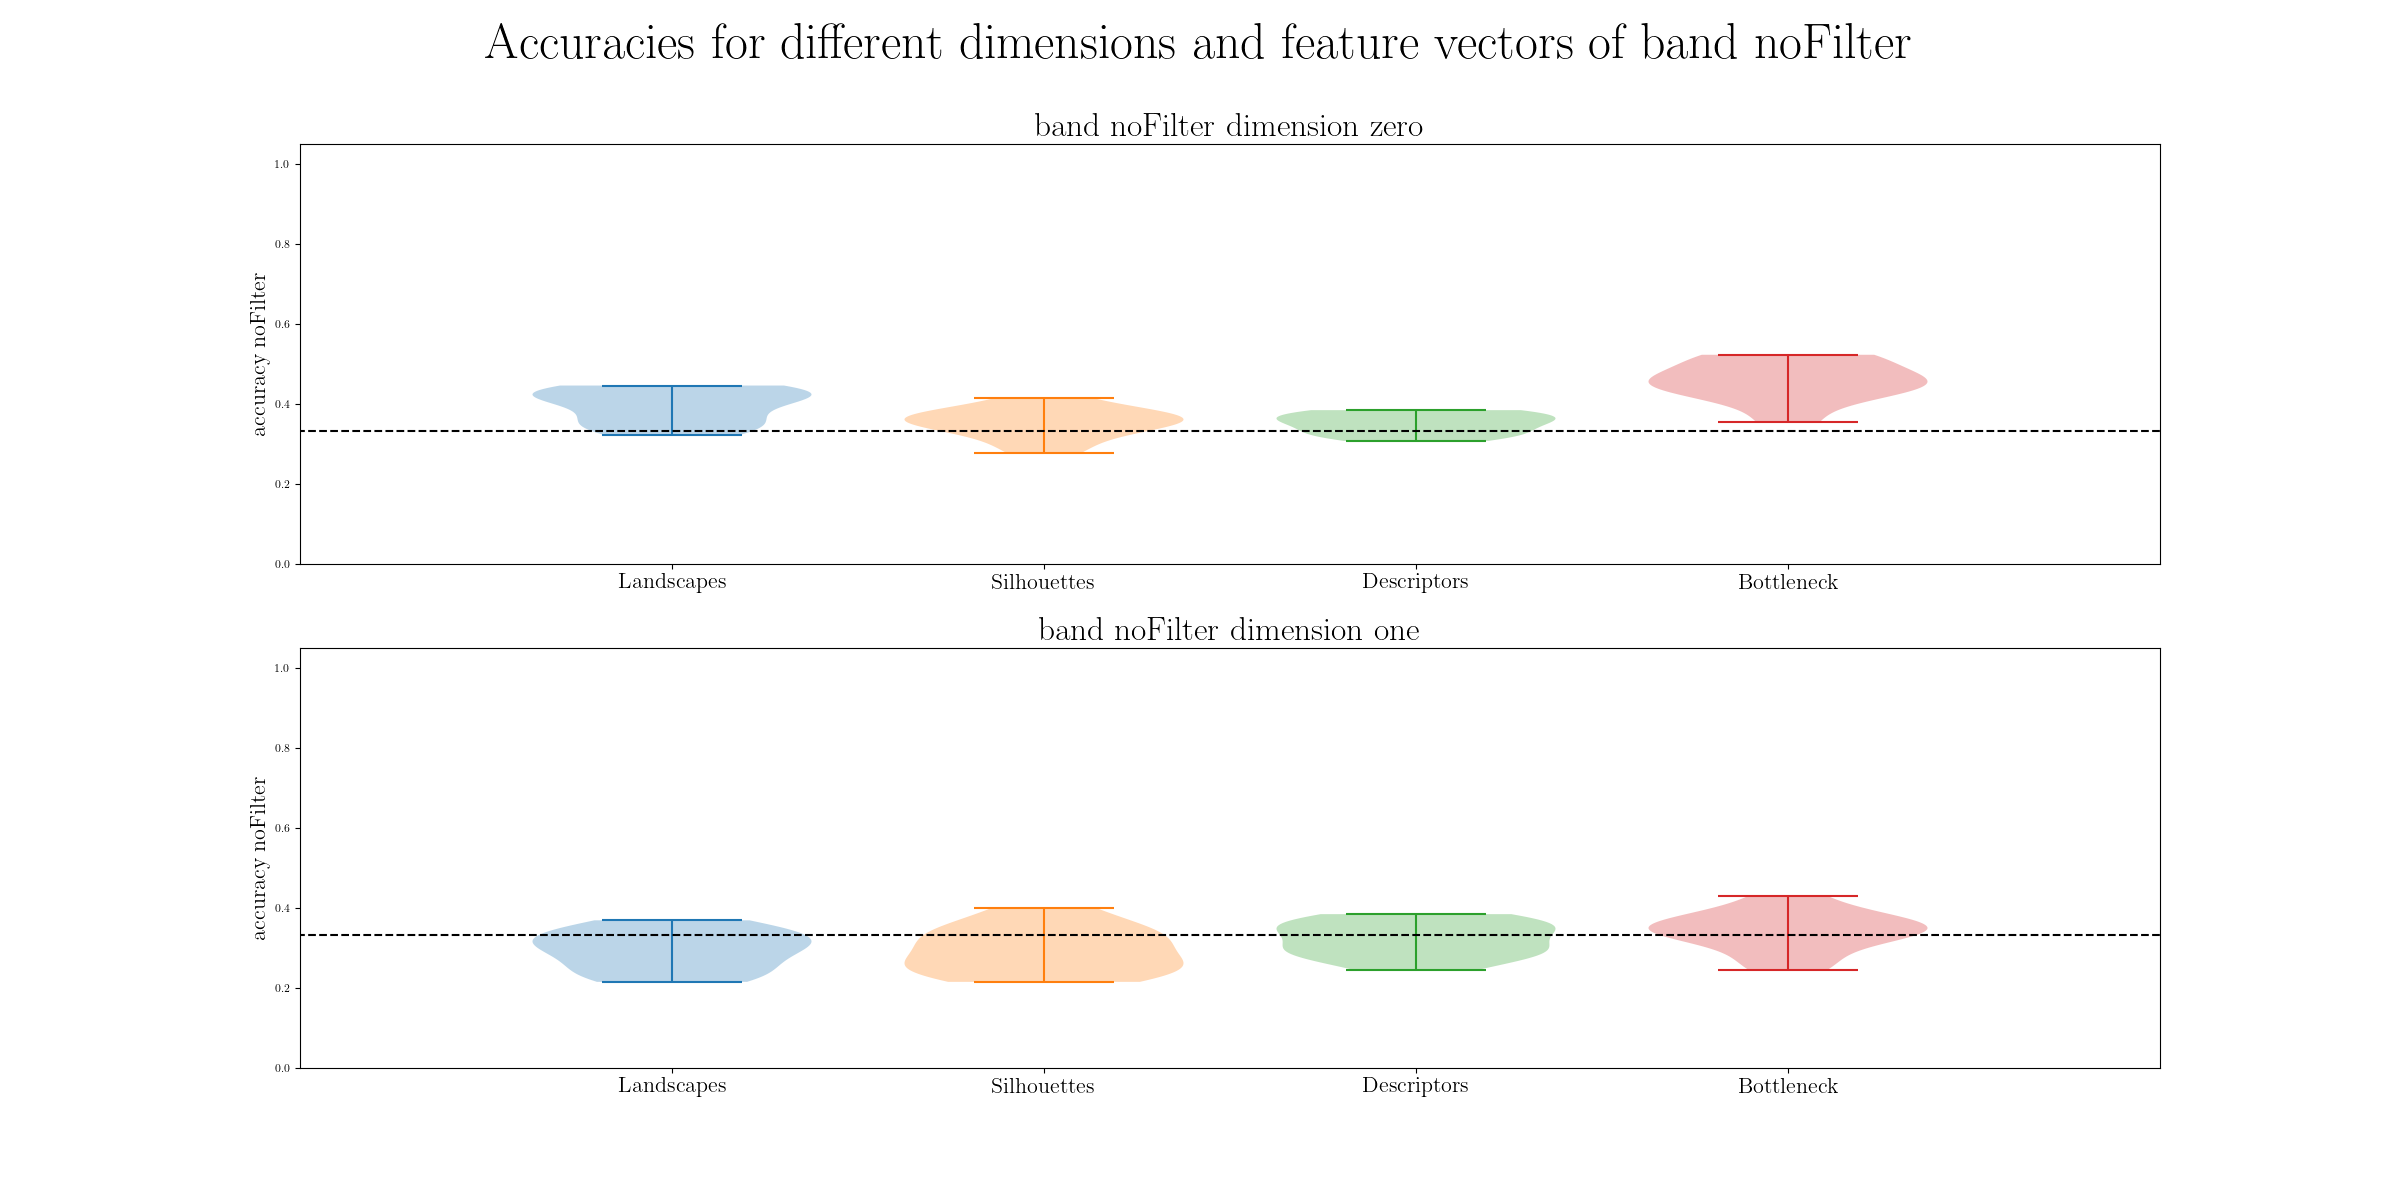 Accuracies for different dimensions and feature vectors of band noFilter
band noFilter dimension zero
accuracy noFilter
1.0
0.8
0.6
0.4
0.2
0.0
Landscapes Silhouettes Descriptors Bottleneck
band noFilter dimension one
accuracy noFilter
1.0
0.8
0.6
0.4
0.2
0.0
Landscapes Silhouettes Descriptors Bottleneck